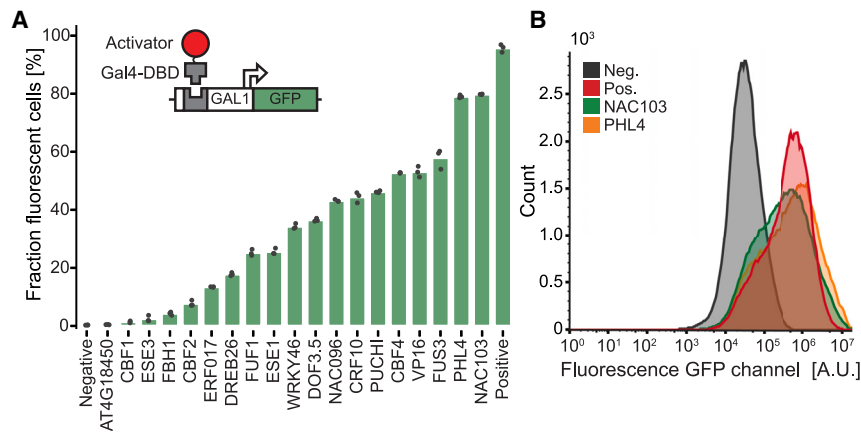 A
Fraction fluorescent cells [%]
100
80
60
40
20
0
Activator
Gal4-DBD
GAL1
GFP
Negative
AT4G18450
CBF1
ESE3
FBH1
CBF2
ERF017
DREB26
FUF1
ESE1
WRKY46
DOF3.5
NAC096
CRF10
PUCHI
CBF4
VP16
FUS3
PHL4
NAC103
Positive
B
10³
Count
2.5
2.0
1.5
1.0
0.5
0
Neg.
Pos.
NAC103
PHL4
10⁰ 10¹ 10² 10³ 10⁴ 10⁵ 10⁶ 10⁷
Fluorescence GFP channel [A.U.]